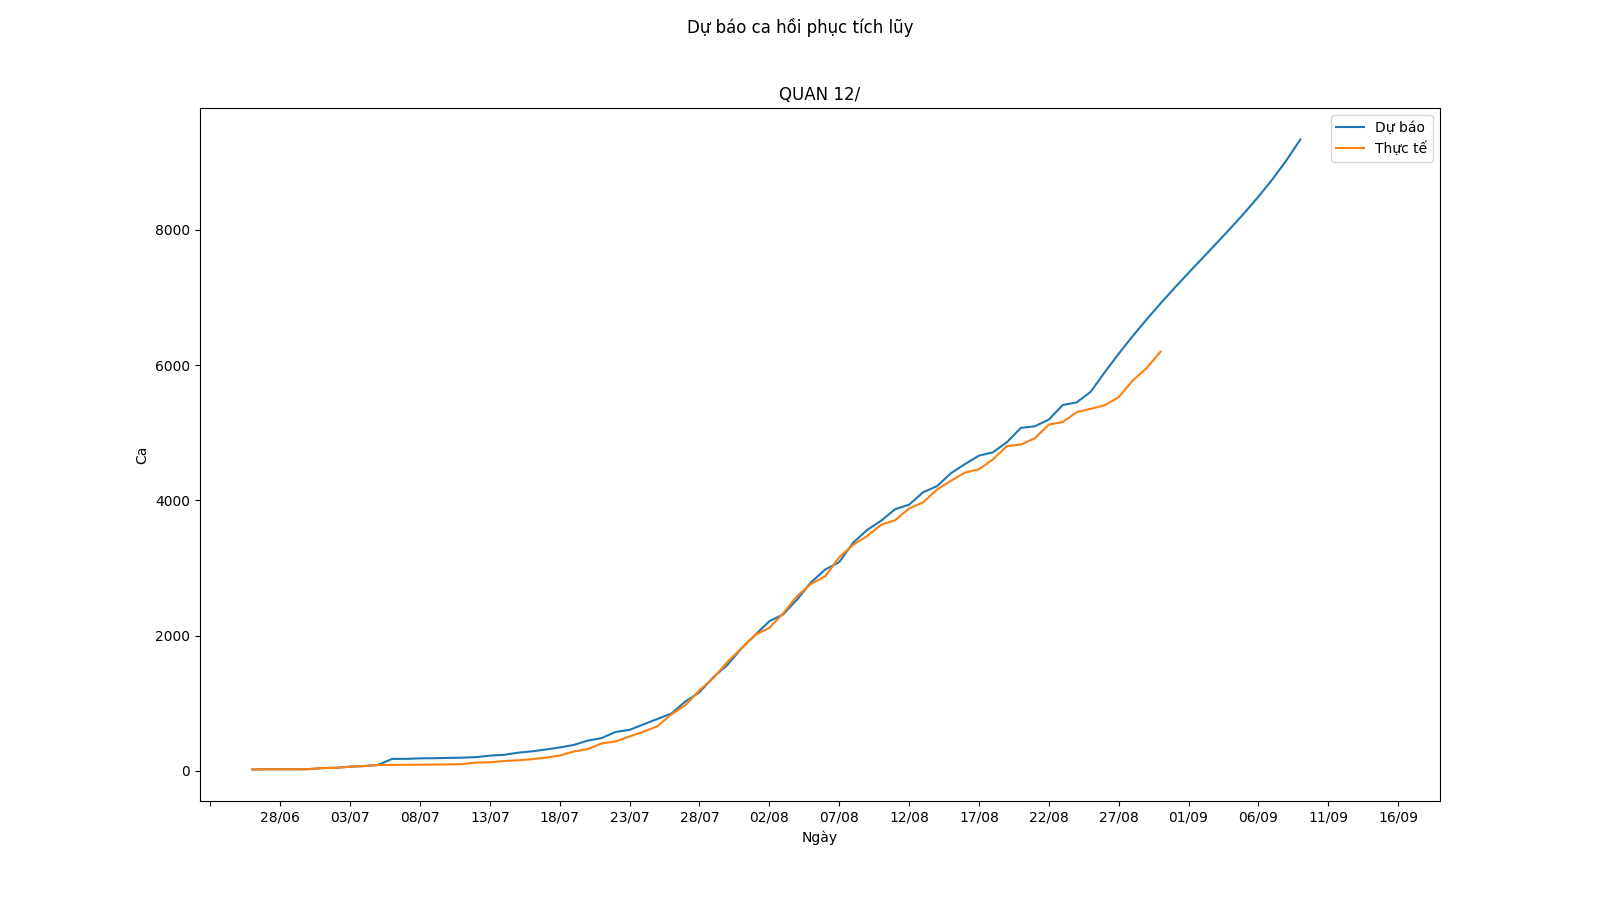 Dự báo ca hồi phục tích lũy
QUAN 12/
Dự báo
Thực tế
8000
6000
4000
2000
0
Ca
28/06 03/07 08/07 13/07 18/07 23/07 28/07 02/08 07/08 12/08 17/08 22/08 27/08 01/09 06/09 11/09 16/09
Ngày